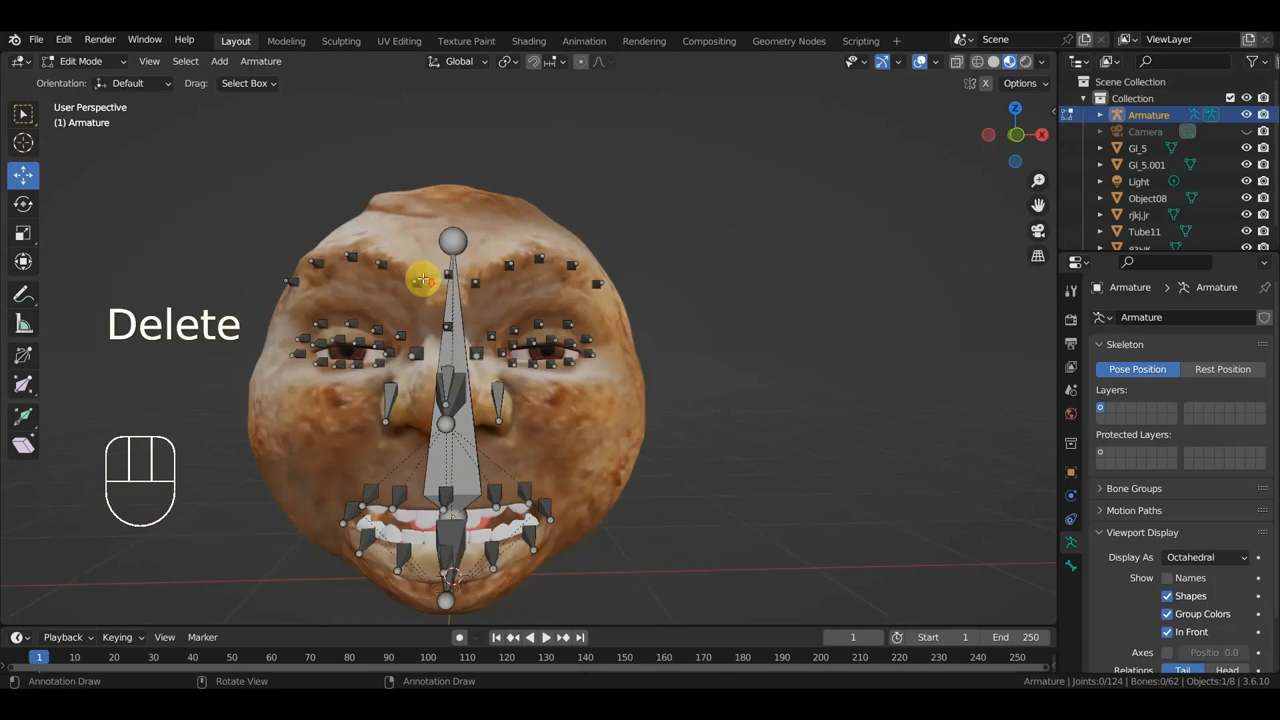 File Edit Render Window Help Layout Modeling Sculpting UV Editing Texture Paint Shading Animation Rendering Compositing Geometry Nodes Scripting + Scene ViewLayer
Edit Mode View Select Add Armature Global
Orientation: Default Drag: Select Box X Options
User Perspective
(1) Armature
Z
X
Scene Collection
Collection
Armature
Camera
Gl_5
Gl_5.001
Light
Object08
rjkj,jr
Tube11
Armature Armature
Armature
Skeleton
Pose Position Rest Position
Layers:
Protected Layers:
Bone Groups
Motion Paths
Viewport Display
Display As Octahedral
Show Names
Shapes
Group Colors
In Front
Axes Positio 0.0
Relations Tail Head
Delete
Playback Keying View Marker 1 Start 1 End 250
1 10 20 30 40 50 60 70 80 90 100 110 120 130 140 150 160 170 180 190 200 210 220 230 240 250
Annotation Draw Rotate View Annotation Draw Armature | Joints:0/124 | Bones:0/62 | Objects:1/8 | 3.6.10